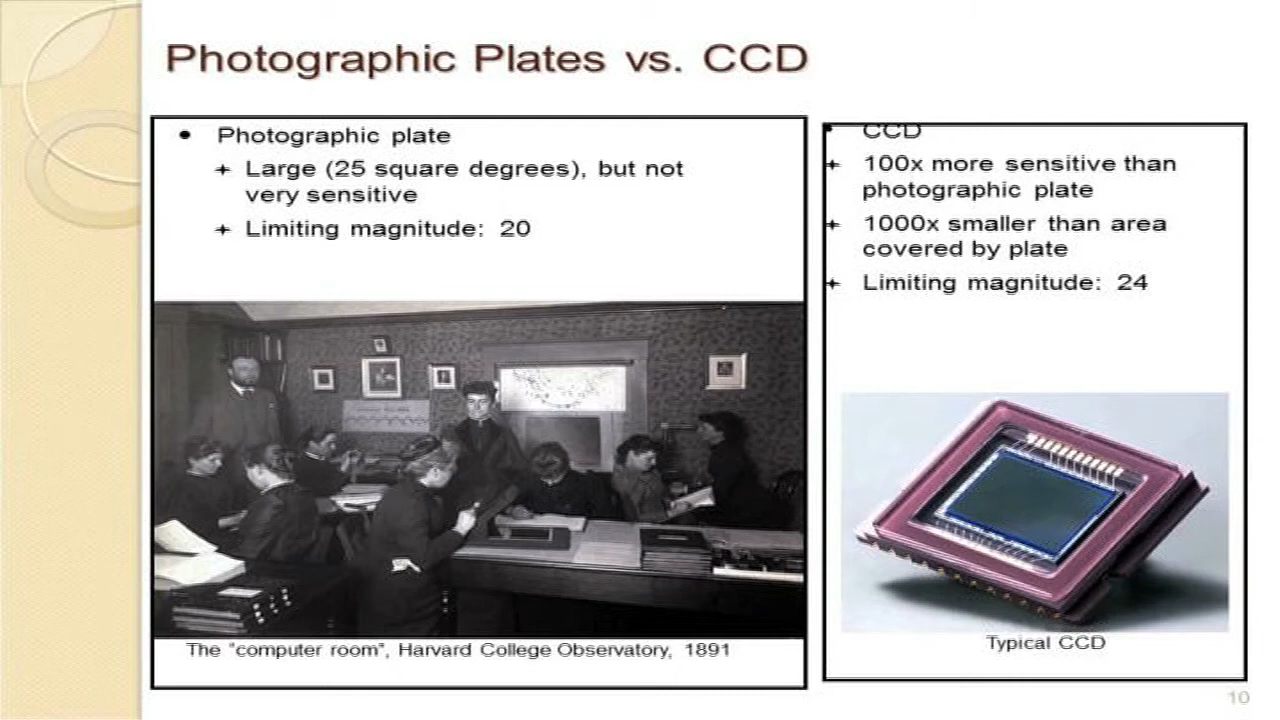 Photographic Plates vs. CCD
• Photographic plate
+ Large (25 square degrees), but not
very sensitive
+ Limiting magnitude: 20
The "computer room", Harvard College Observatory, 1891
• CCD
+ 100x more sensitive than
photographic plate
+ 1000x smaller than area
covered by plate
+ Limiting magnitude: 24
Typical CCD
10